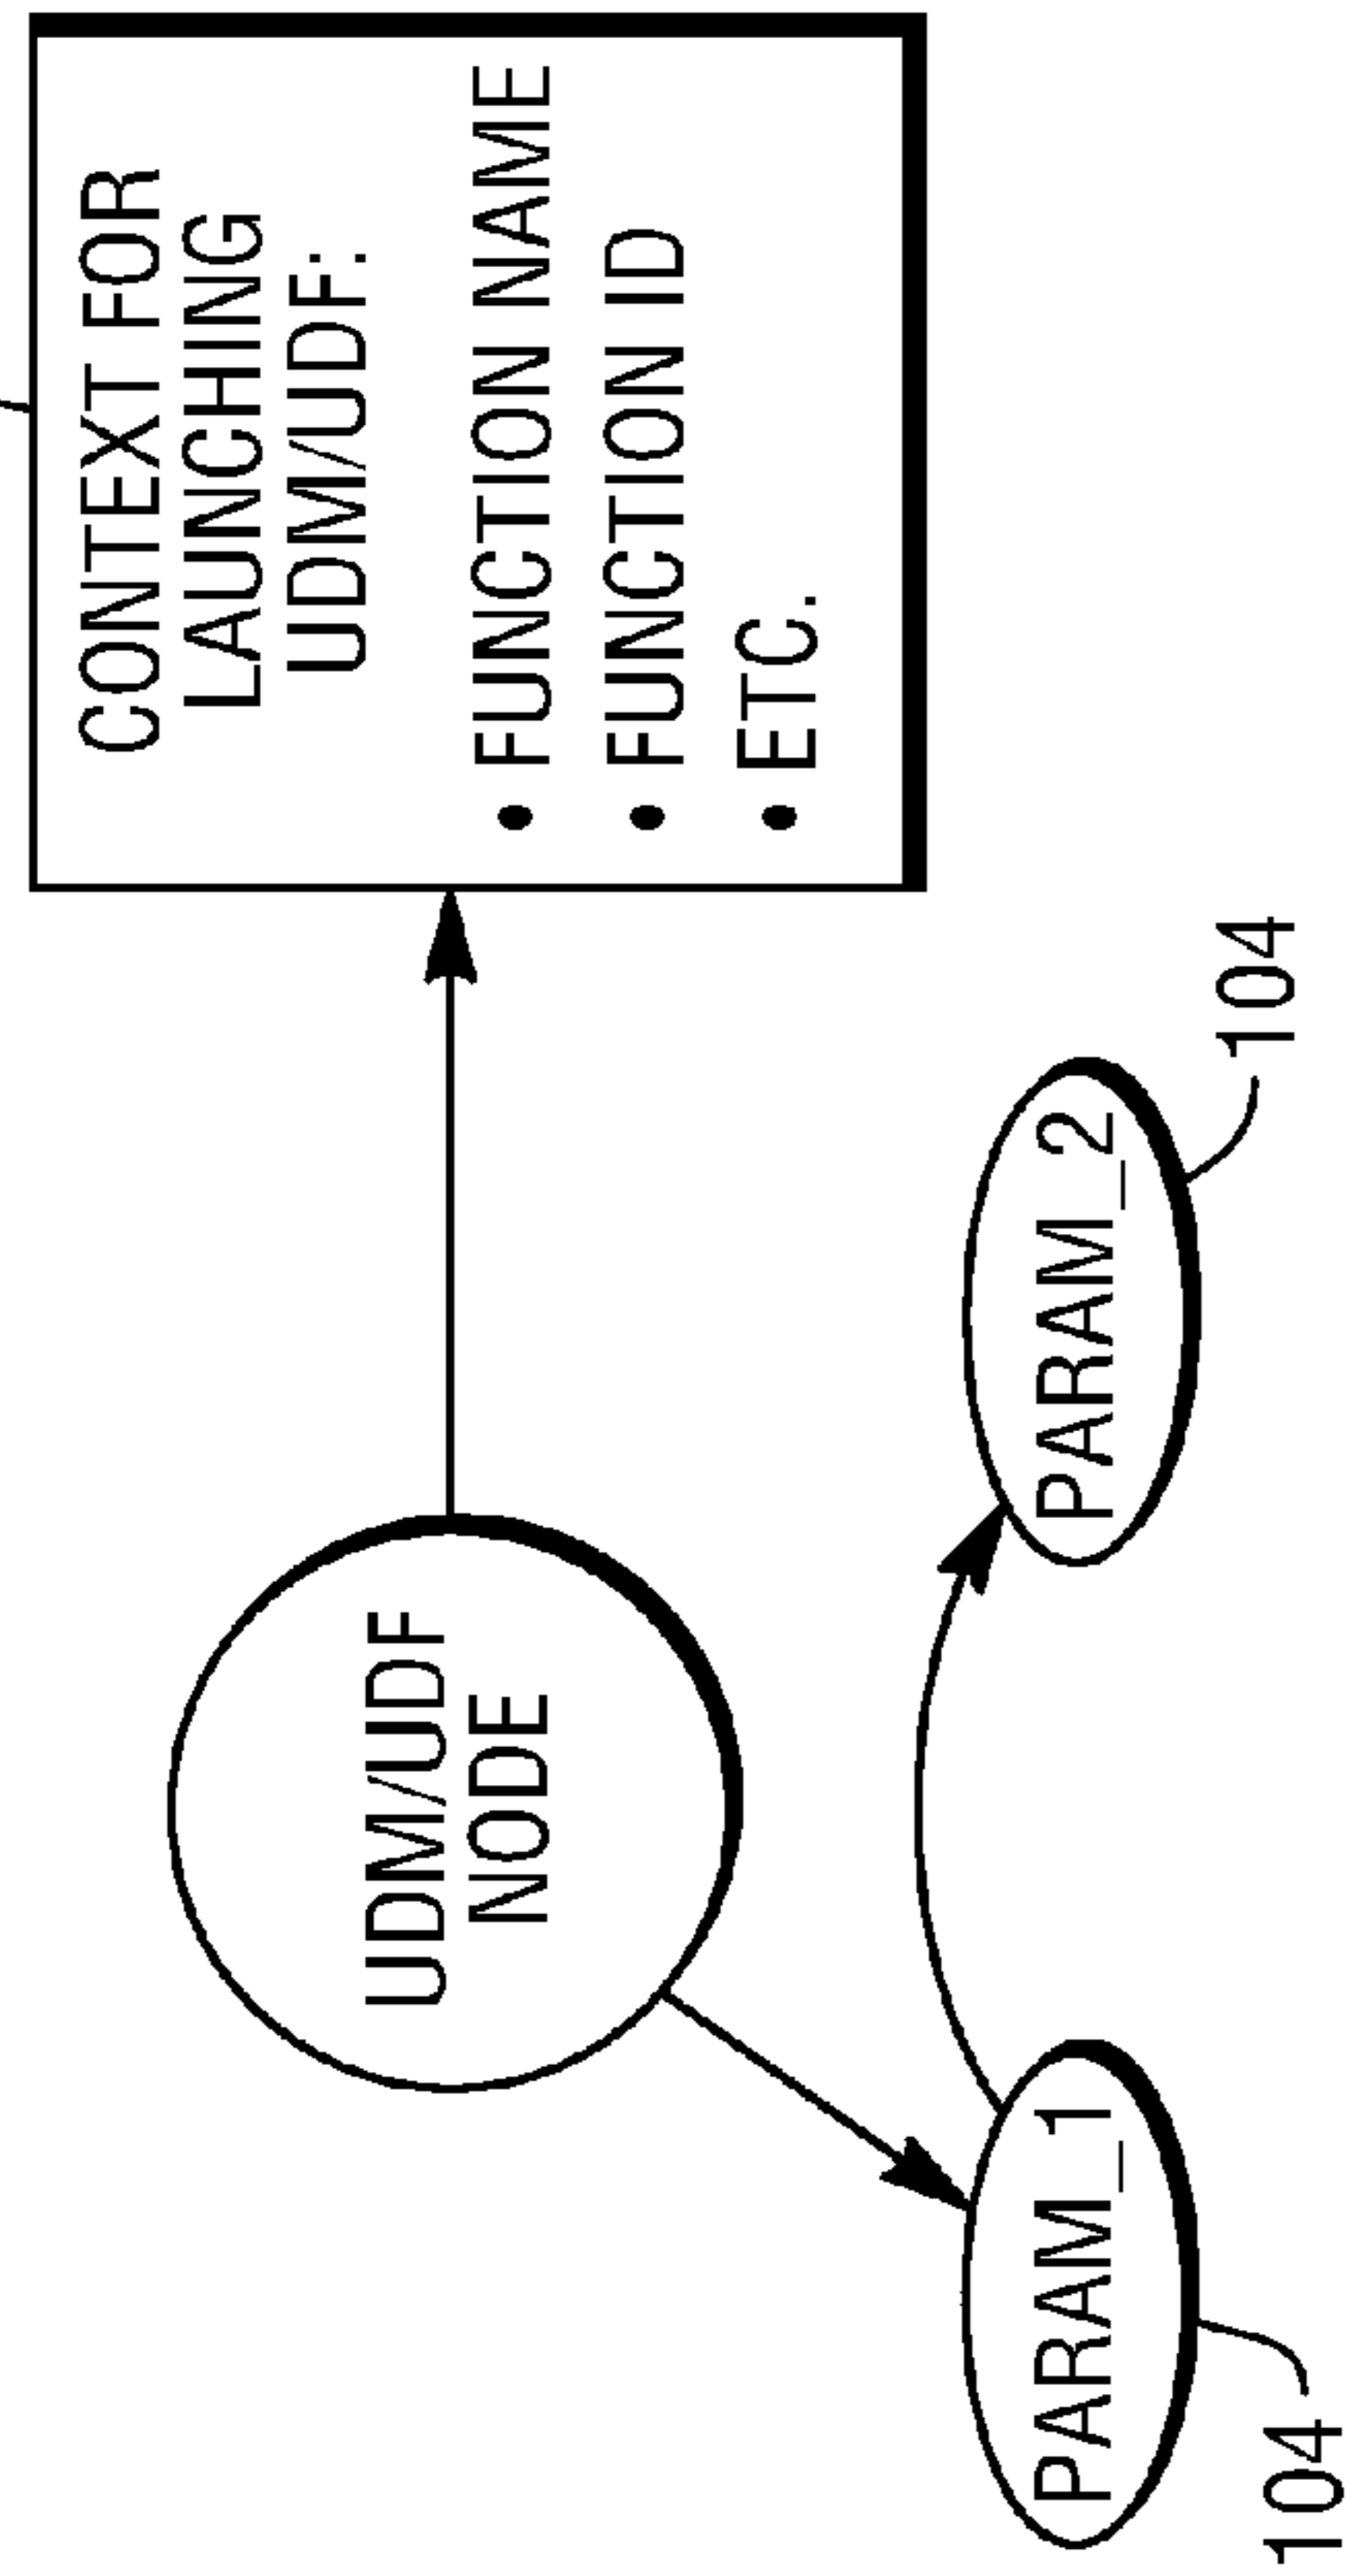 UDM/UDF
NODE
CONTEXT FOR
LAUNCHING
UDM/UDF:
• FUNCTION NAME
• FUNCTION ID
• ETC.
PARAM_1
PARAM_2
104
104